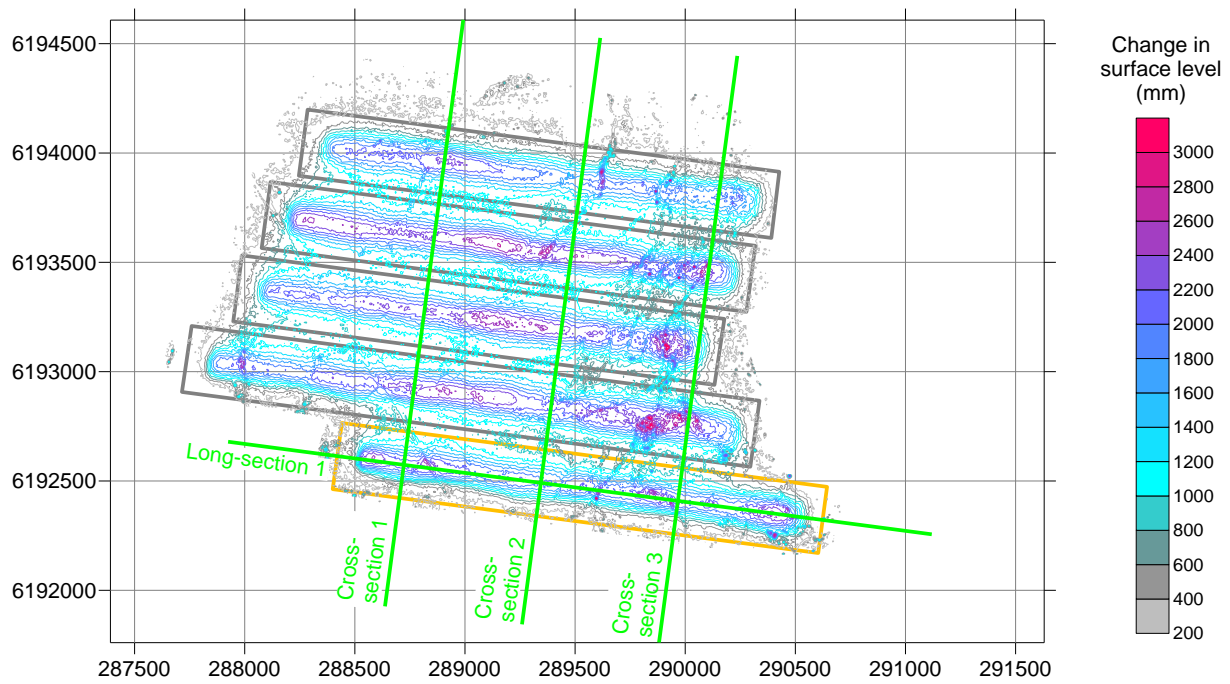 6194500
6194000
6193500
6193000
6192500
6192000
287500 288000 288500 289000 289500 290000 290500 291000 291500
Long-section 1
Cross-
section 1
Cross-
section 2
Cross-
section 3
Change in
surface level
(mm)
3000
2800
2600
2400
2200
2000
1800
1600
1400
1200
1000
800
600
400
200